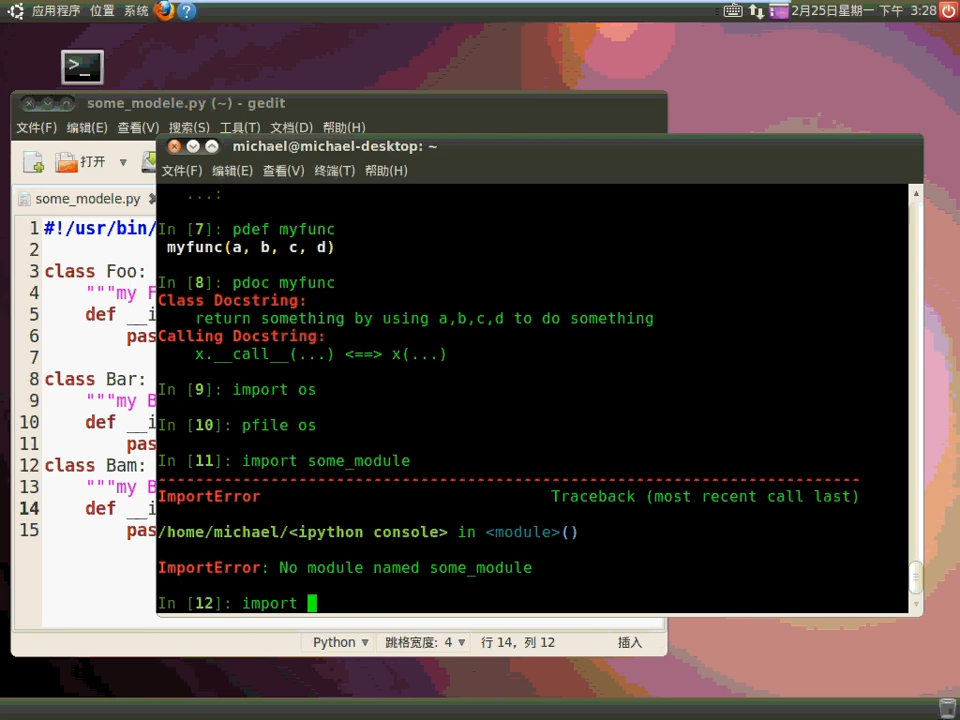 应用程序 位置 系统
2月25日星期一 下午 3:28
some_modele.py (~) - gedit
文件(F) 编辑(E) 查看(V) 搜索(S) 工具(T) 文档(D) 帮助(H)
打开
some_modele.py
1 #!/usr/bin/
2
3 class Foo:
4 """my F
5 def __i
6 pas
7
8 class Bar:
9 """my B
10 def __i
11 pas
12 class Bam:
13 """my B
14 def __i
15 pas
Python 跳格宽度: 4 行 14, 列 12 插入
michael@michael-desktop: ~
文件(F) 编辑(E) 查看(V) 终端(T) 帮助(H)
...:
In [7]: pdef myfunc
myfunc(a, b, c, d)
In [8]: pdoc myfunc
Class Docstring:
return something by using a,b,c,d to do something
Calling Docstring:
x.__call__(...) <==> x(...)
In [9]: import os
In [10]: pfile os
In [11]: import some_module
---------------------------------------------------------------------------
ImportError Traceback (most recent call last)
/home/michael/<ipython console> in <module>()
ImportError: No module named some_module
In [12]: import